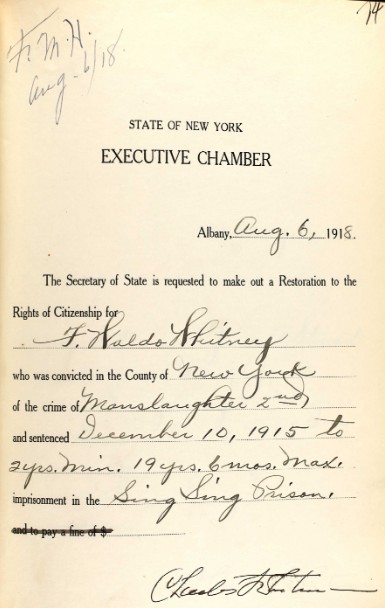 74
F. M. H.
Aug. 6/18.
STATE OF NEW YORK
EXECUTIVE CHAMBER
Albany, Aug. 6, 1918.
The Secretary of State is requested to make out a Restoration to the
Rights of Citizenship for
F. Waldo Whitney
who was convicted in the County of New York
of the crime of Manslaughter 2nd,
and sentenced December 10, 1915 to
2 yrs. Min. 19 yrs. 6 mos. Max.
imprisonment in the Sing Sing Prison.
and to pay a fine of $
Charles